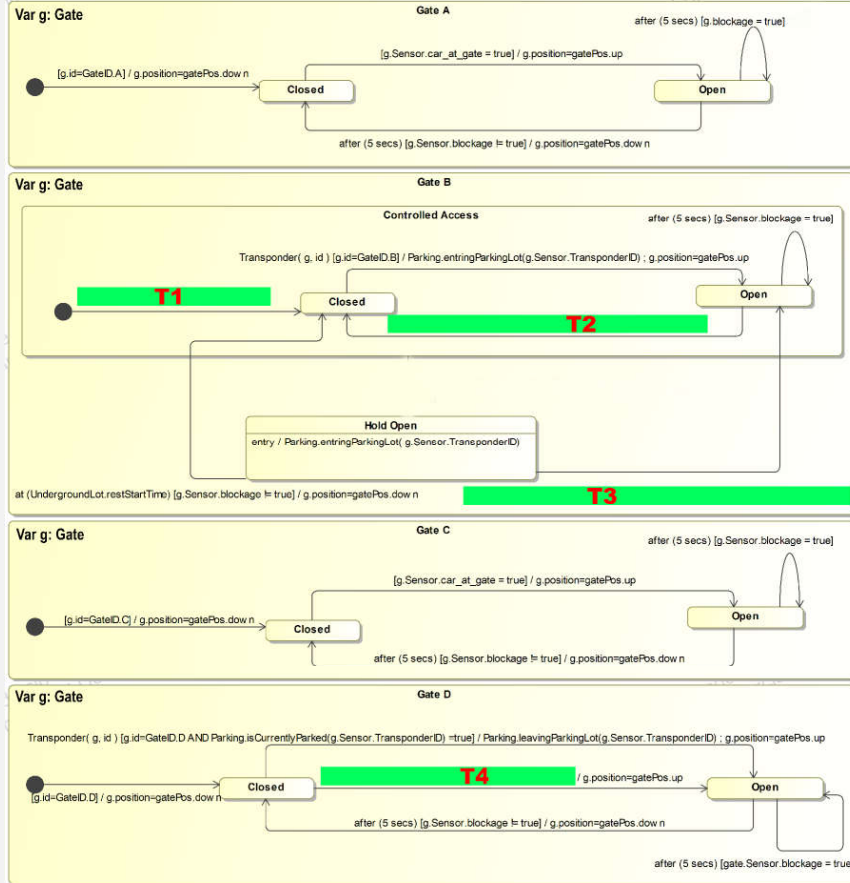 Var g: Gate
Gate A
after (5 secs) [g.blockage = true]
[g.Sensor.car_at_gate = true] / g.position=gatePos.up
[g.id=GateID.A] / g.position=gatePos.down
Closed
Open
after (5 secs) [g.Sensor.blockage != true] / g.position=gatePos.down
Var g: Gate
Gate B
Controlled Access
after (5 secs) [g.Sensor.blockage = true]
Transponder( g, id ) [g.id=GateID.B] / Parking.entringParkingLot(g.Sensor.TransponderID) ; g.position=gatePos.up
T1
Closed
Open
T2
Hold Open
entry / Parking.entringParkingLot( g.Sensor.TransponderID)
at (UndergroundLot.restStartTime) [g.Sensor.blockage != true] / g.position=gatePos.down
T3
Var g: Gate
Gate C
after (5 secs) [g.Sensor.blockage = true]
[g.Sensor.car_at_gate = true] / g.position=gatePos.up
[g.id=GateID.C] / g.position=gatePos.down
Closed
Open
after (5 secs) [g.Sensor.blockage != true] / g.position=gatePos.down
Var g: Gate
Gate D
Transponder( g, id ) [g.id=GateID.D AND Parking.isCurrentlyParked(g.Sensor.TransponderID) =true] / Parking.leavingParkingLot(g.Sensor.TransponderID) ; g.position=gatePos.up
T4 / g.position=gatePos.up
Closed
Open
[g.id=GateID.D] / g.position=gatePos.down
after (5 secs) [g.Sensor.blockage != true] / g.position=gatePos.down
after (5 secs) [gate.Sensor.blockage = true